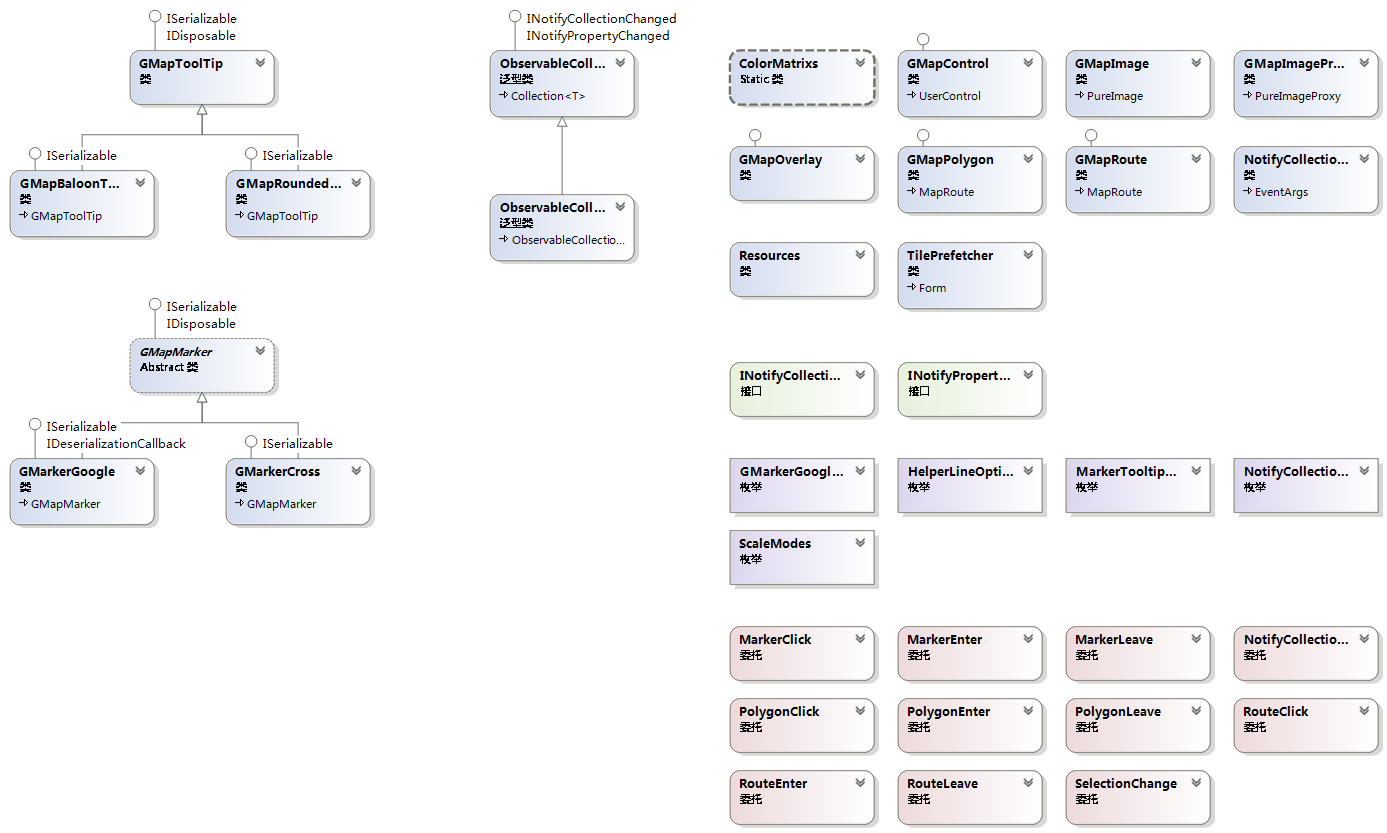 ISerializable
IDisposable
GMapToolTip
类
ISerializable
GMapBaloonT...
类
GMapToolTip
ISerializable
GMapRounded...
类
GMapToolTip
ISerializable
IDisposable
GMapMarker
Abstract 类
ISerializable
IDeserializationCallback
GMarkerGoogle
类
GMapMarker
ISerializable
GMarkerCross
类
GMapMarker
INotifyCollectionChanged
INotifyPropertyChanged
ObservableColl...
泛型类
Collection<T>
ObservableColl...
泛型类
ObservableCollectio...
ColorMatrixs
Static 类
GMapControl
类
UserControl
GMapImage
类
PureImage
GMapImagePr...
类
PureImageProxy
GMapOverlay
类
GMapPolygon
类
MapRoute
GMapRoute
类
MapRoute
NotifyCollectio...
类
EventArgs
Resources
类
TilePrefetcher
类
Form
INotifyCollecti...
接口
INotifyPropert...
接口
GMarkerGoogl...
枚举
HelperLineOpti...
枚举
MarkerTooltip...
枚举
NotifyCollectio...
枚举
ScaleModes
枚举
MarkerClick
委托
MarkerEnter
委托
MarkerLeave
委托
NotifyCollectio...
委托
PolygonClick
委托
PolygonEnter
委托
PolygonLeave
委托
RouteClick
委托
RouteEnter
委托
RouteLeave
委托
SelectionChange
委托